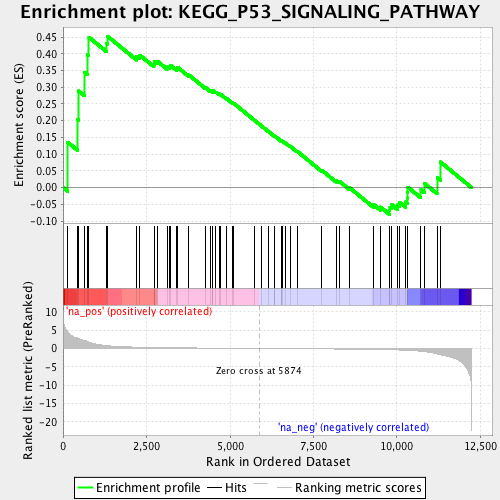 Enrichment plot: KEGG_P53_SIGNALING_PATHWAY
Enrichment score (ES)
0.45
0.40
0.35
0.30
0.25
0.20
0.15
0.10
0.05
0.00
-0.05
-0.10
'na_pos' (positively correlated)
Ranked list metric (PreRanked)
10
5
0
-5
-10
-15
-20
Zero cross at 5874
'na_neg' (negatively correlated)
0
2,500
5,000
7,500
10,000
12,500
Rank in Ordered Dataset
Enrichment profile
Hits
Ranking metric scores